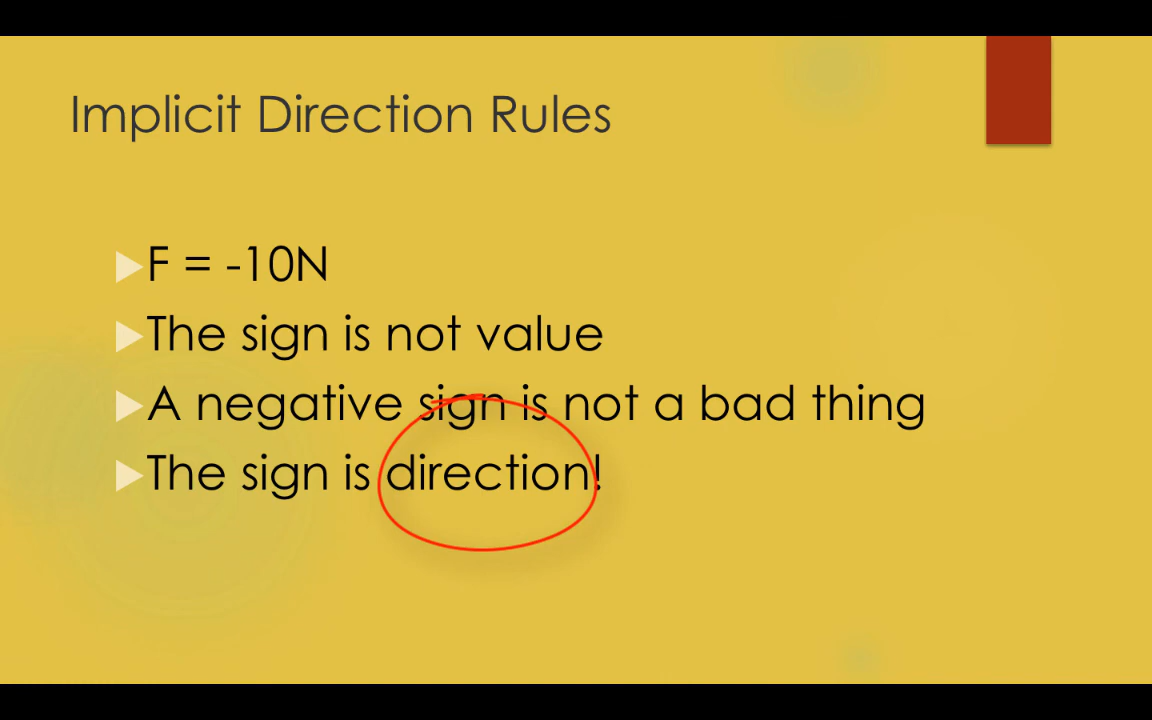 Implicit Direction Rules
F = -10N
The sign is not value
A negative sign is not a bad thing
The sign is direction!